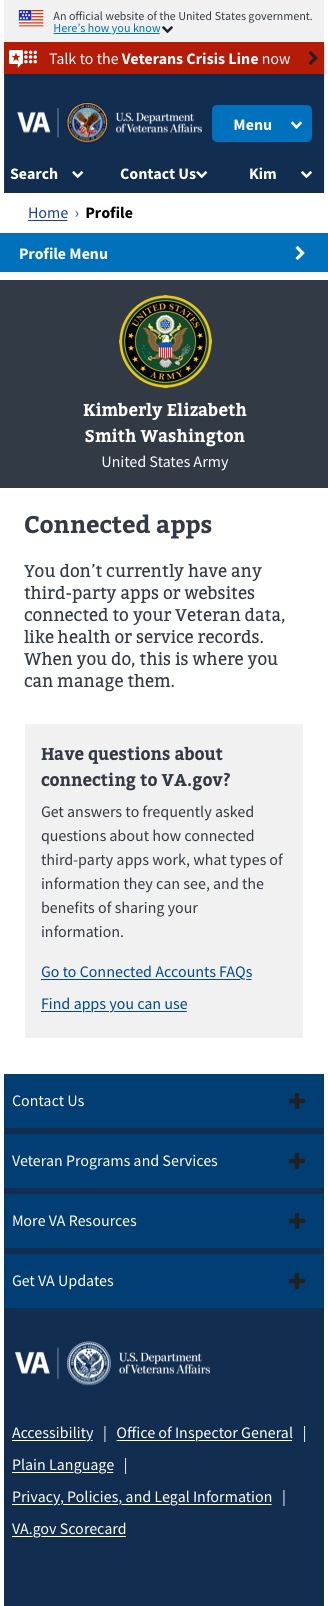 An official website of the United States government.
Here's how you know
Talk to the Veterans Crisis Line now
VA
U.S. Department
of Veterans Affairs
Menu
Search
Contact Us
Kim
Home › Profile
Profile Menu
UNITED STATES
ARMY
Kimberly Elizabeth
Smith Washington
United States Army
Connected apps
You don’t currently have any
third-party apps or websites
connected to your Veteran data,
like health or service records.
When you do, this is where you
can manage them.
Have questions about
connecting to VA.gov?
Get answers to frequently asked
questions about how connected
third-party apps work, what types of
information they can see, and the
benefits of sharing your
information.
Go to Connected Accounts FAQs
Find apps you can use
Contact Us
Veteran Programs and Services
More VA Resources
Get VA Updates
VA
U.S. Department
of Veterans Affairs
Accessibility | Office of Inspector General |
Plain Language |
Privacy, Policies, and Legal Information |
VA.gov Scorecard